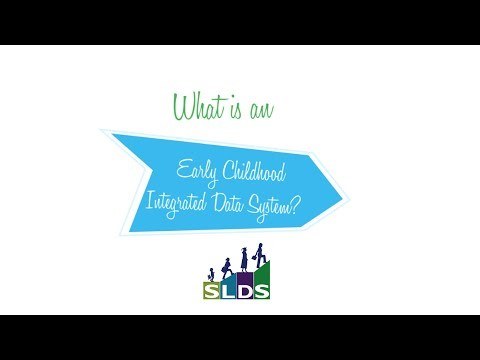 What is an
Early Childhood
Integrated Data System?
SLDS